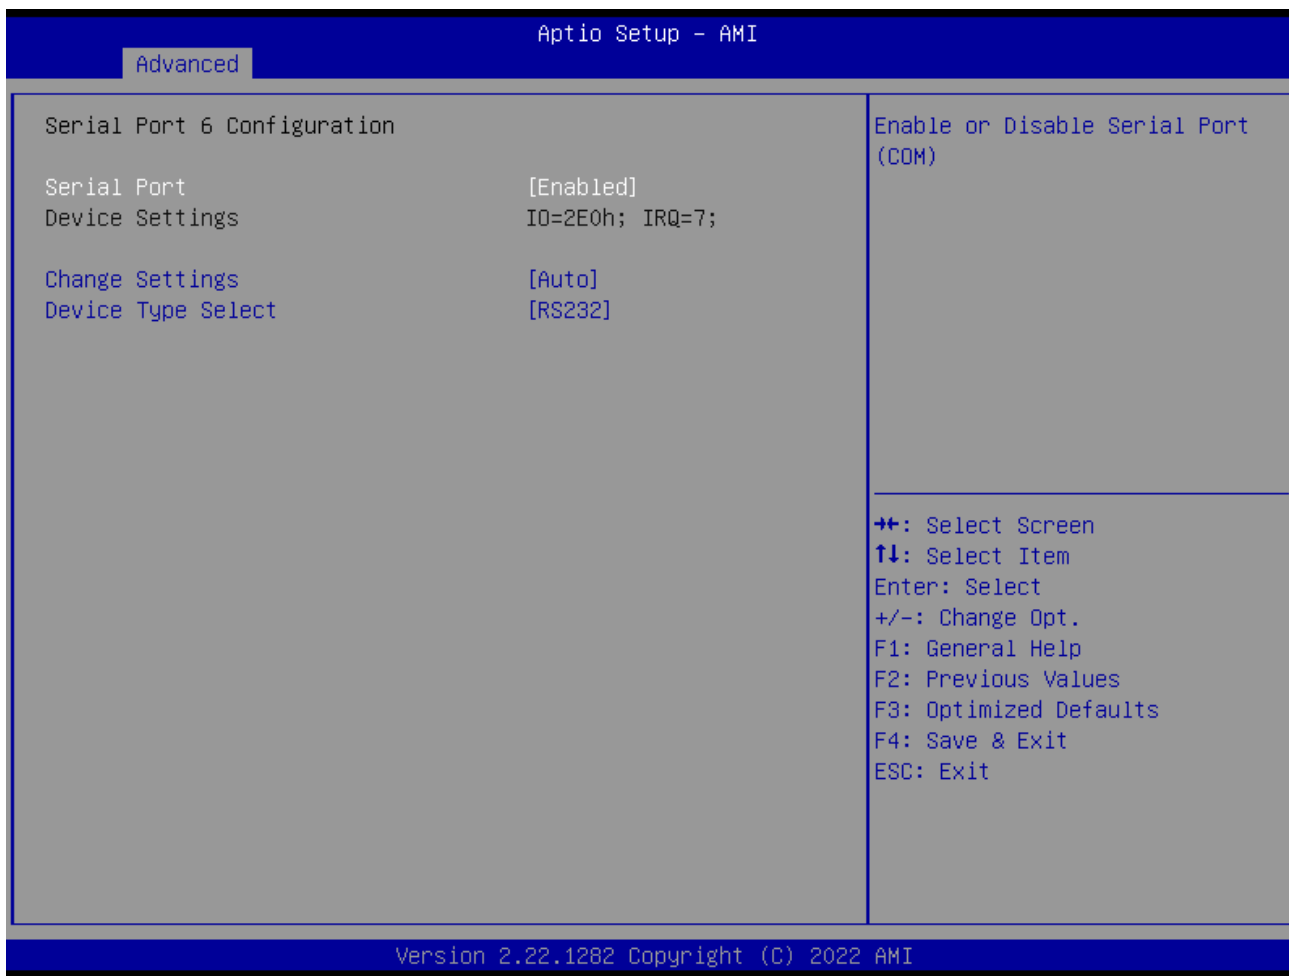 Aptio Setup – AMI
Advanced
Serial Port 6 Configuration
Serial Port [Enabled]
Device Settings IO=2E0h; IRQ=7;
Change Settings [Auto]
Device Type Select [RS232]
Enable or Disable Serial Port
(COM)
→←: Select Screen
↑↓: Select Item
Enter: Select
+/-: Change Opt.
F1: General Help
F2: Previous Values
F3: Optimized Defaults
F4: Save & Exit
ESC: Exit
Version 2.22.1282 Copyright (C) 2022 AMI